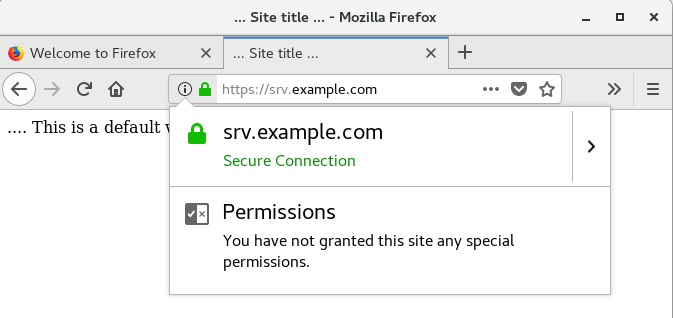 ... Site title ... - Mozilla Firefox
Welcome to Firefox
... Site title ...
https://srv.example.com
.... This is a default
srv.example.com
Secure Connection
Permissions
You have not granted this site any special
permissions.